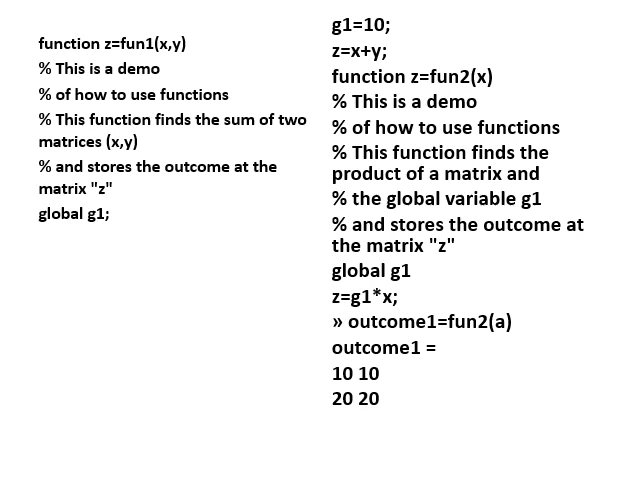 function z=fun1(x,y)
% This is a demo
% of how to use functions
% This function finds the sum of two
matrices (x,y)
% and stores the outcome at the
matrix "z"
global g1;
g1=10;
z=x+y;
function z=fun2(x)
% This is a demo
% of how to use functions
% This function finds the
product of a matrix and
% the global variable g1
% and stores the outcome at
the matrix "z"
global g1
z=g1*x;
» outcome1=fun2(a)
outcome1 =
10 10
20 20